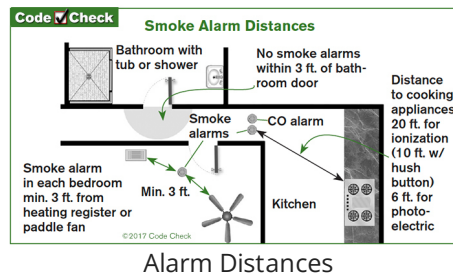 Code Check
Smoke Alarm Distances
Bathroom with
tub or shower
No smoke alarms
within 3 ft. of bath-
room door
Distance
to cooking
appliances
20 ft. for
ionization
(10 ft. w/
hush
button)
6 ft. for
photo-
electric
Smoke
alarms
CO alarm
Smoke alarm
in each bedroom
min. 3 ft. from
heating register or
paddle fan
Min. 3 ft.
Kitchen
©2017 Code Check
Alarm Distances